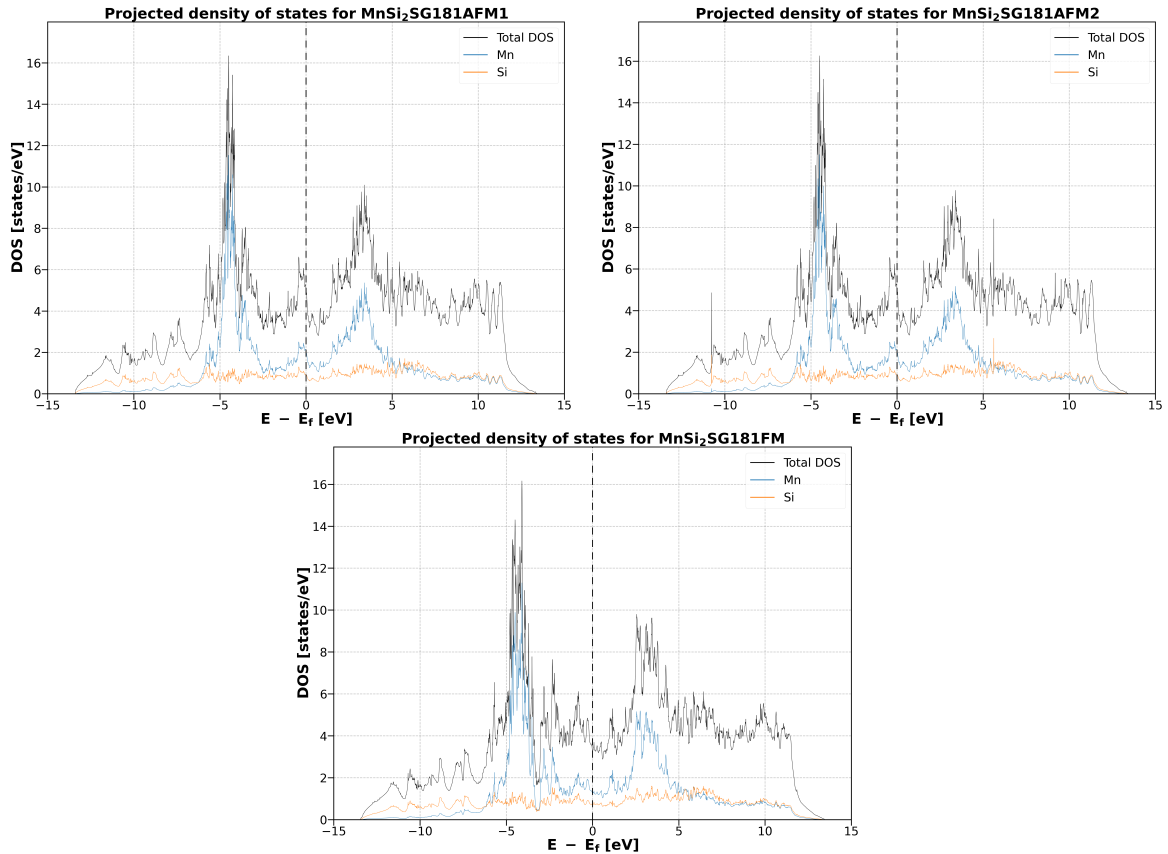 Projected density of states for MnSi₂SG181AFM1
Total DOS
Mn
Si
DOS [states/eV]
16
14
12
10
8
6
4
2
0
−15 −10 −5 0 5 10 15
E − E_f [eV]
Projected density of states for MnSi₂SG181AFM2
Total DOS
Mn
Si
DOS [states/eV]
16
14
12
10
8
6
4
2
0
−15 −10 −5 0 5 10 15
E − E_f [eV]
Projected density of states for MnSi₂SG181FM
Total DOS
Mn
Si
DOS [states/eV]
16
14
12
10
8
6
4
2
0
−15 −10 −5 0 5 10 15
E − E_f [eV]